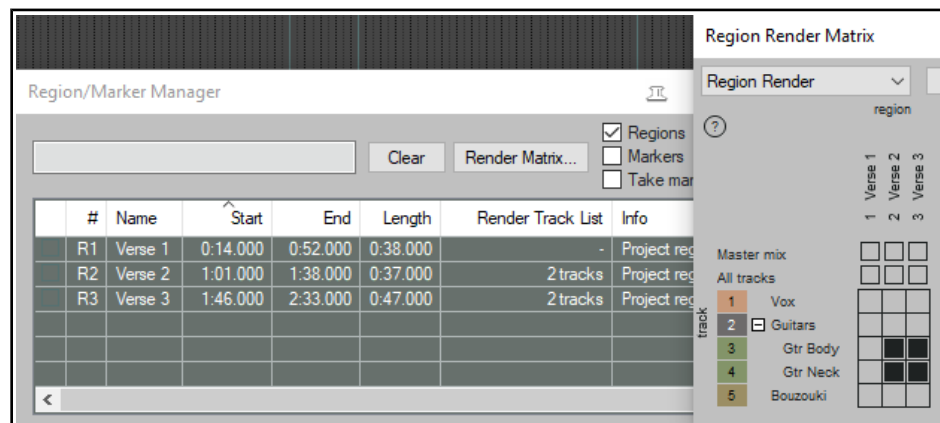 Region Render Matrix
Region/Marker Manager
Region Render
region
Regions
Clear
Render Matrix...
Markers
Take mar
Verse 1
Verse 2
Verse 3
1 2 3
# Name Start End Length Render Track List Info
R1 Verse 1 0:14.000 0:52.000 0:38.000 - Project reg
R2 Verse 2 1:01.000 1:38.000 0:37.000 2 tracks Project reg
R3 Verse 3 1:46.000 2:33.000 0:47.000 2 tracks Project reg
Master mix
All tracks
track
1 Vox
2 Guitars
3 Gtr Body
4 Gtr Neck
5 Bouzouki